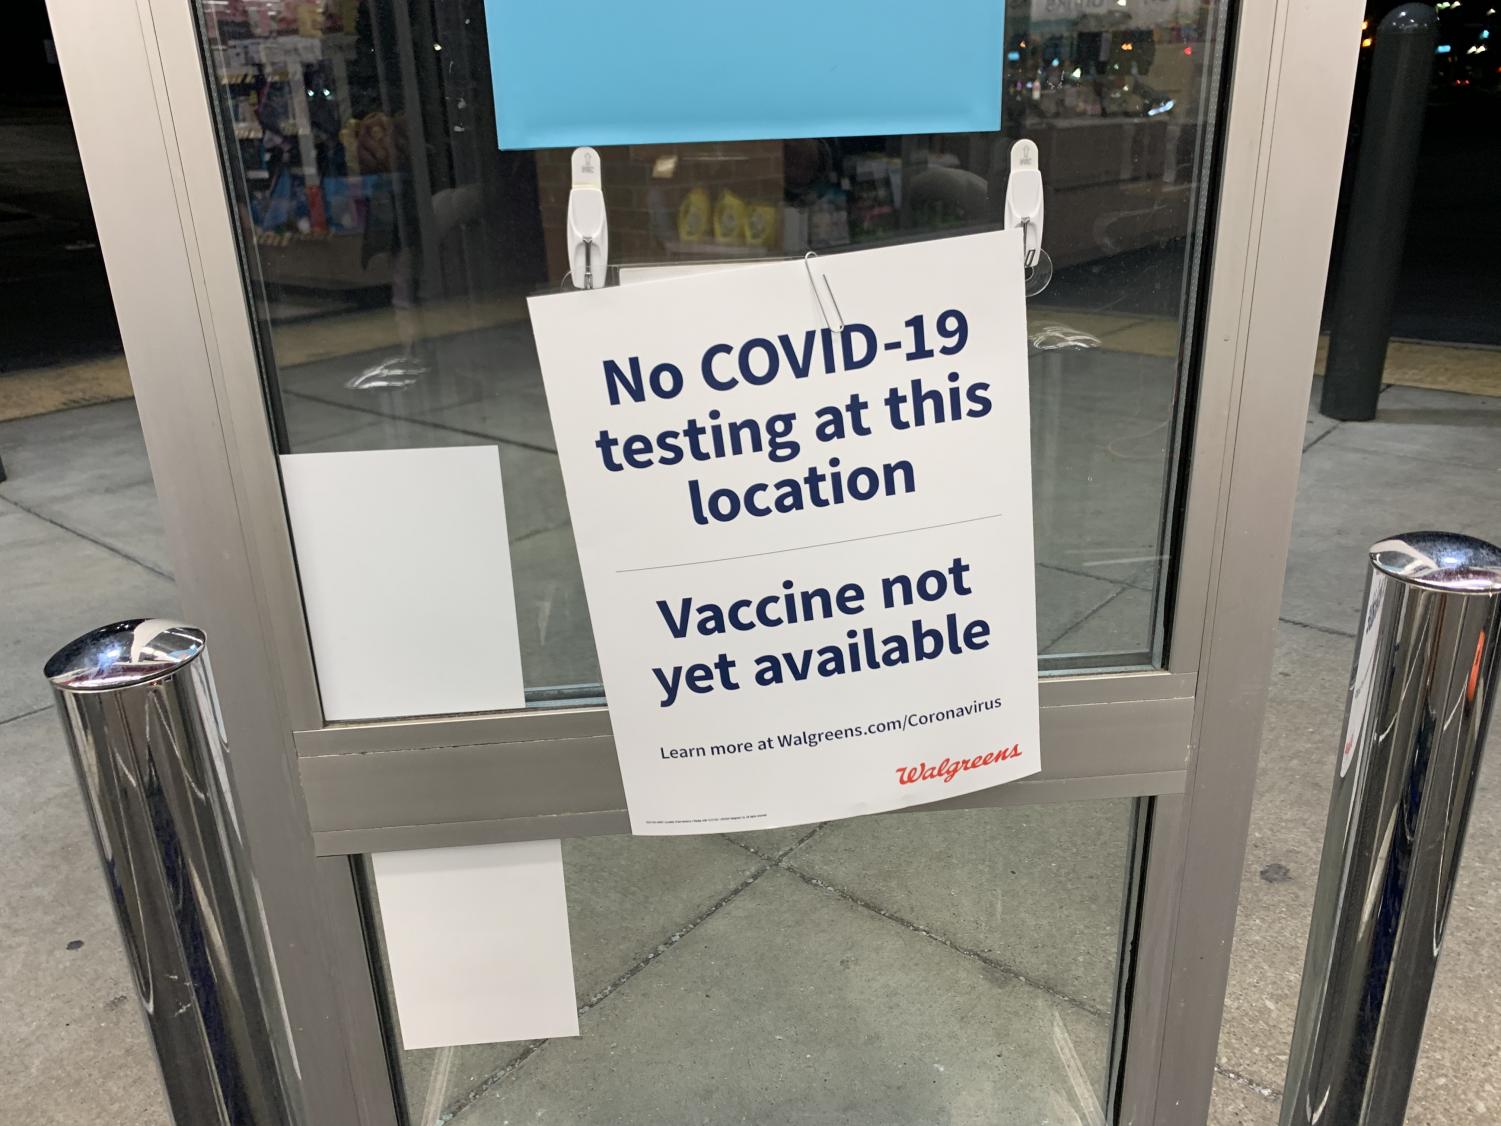 No COVID-19
testing at this
location
Vaccine not
yet available
Learn more at Walgreens.com/Coronavirus
Walgreens